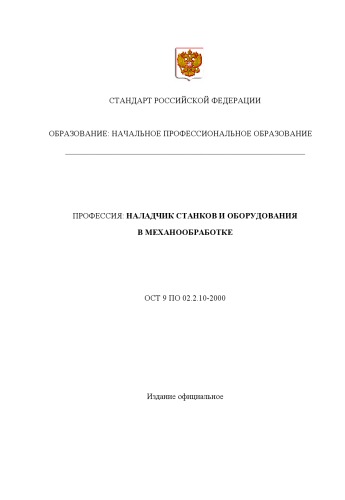 СТАНДАРТ РОССИЙСКОЙ ФЕДЕРАЦИИ
ОБРАЗОВАНИЕ: НАЧАЛЬНОЕ ПРОФЕССИОНАЛЬНОЕ ОБРАЗОВАНИЕ
ПРОФЕССИЯ: НАЛАДЧИК СТАНКОВ И ОБОРУДОВАНИЯ
В МЕХАНООБРАБОТКЕ
ОСТ 9 ПО 02.2.10-2000
Издание официальное